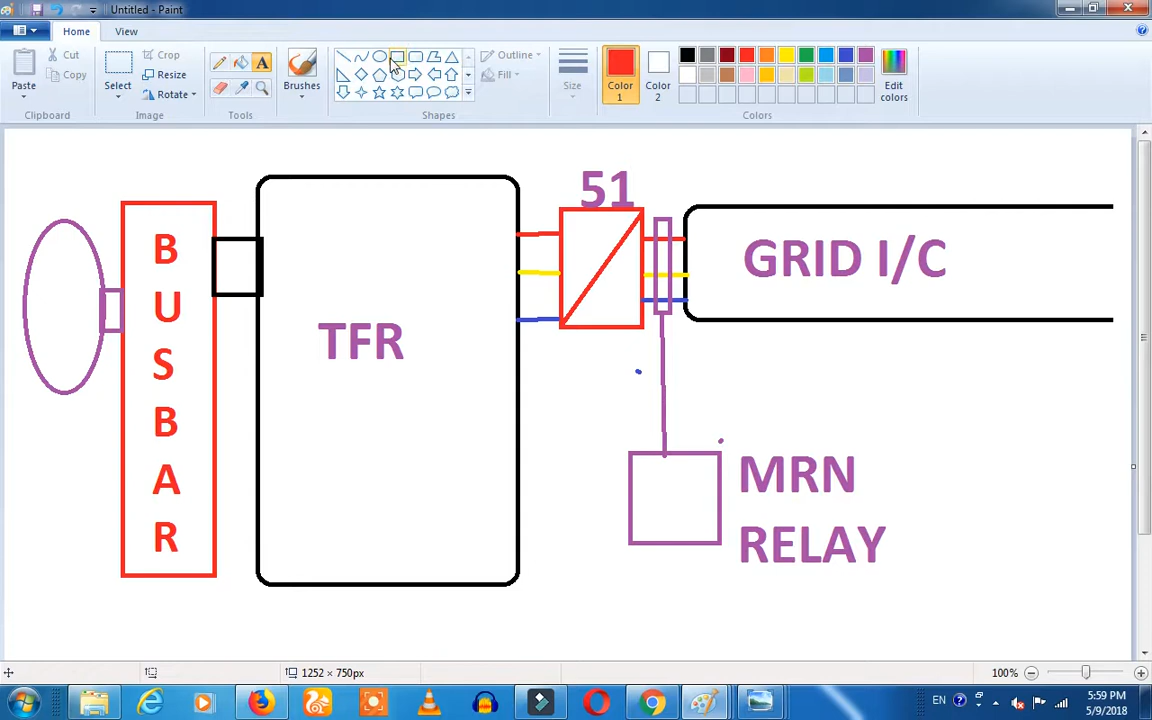 Untitled - Paint
Home
View
Paste
Cut
Copy
Clipboard
Select
Crop
Resize
Rotate
Image
Tools
Brushes
Shapes
Outline
Fill
Size
Color
1
Color
2
Edit
colors
Colors
51
B
U
S
B
A
R
TFR
GRID I/C
MRN
RELAY
1252 × 750px
100%
EN
5:59 PM
5/9/2018